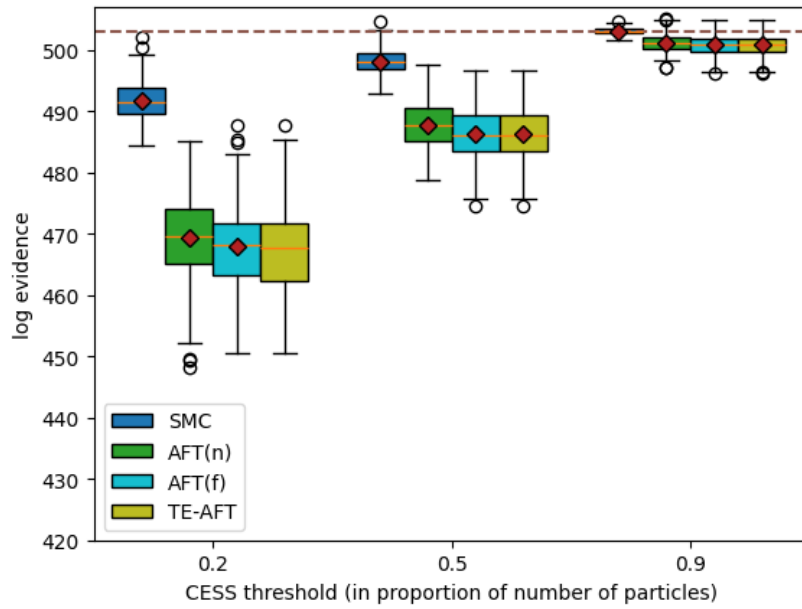 500
490
480
470
460
450
440
430
420
log evidence
SMC
AFT(n)
AFT(f)
TE-AFT
0.2
0.5
0.9
CESS threshold (in proportion of number of particles)